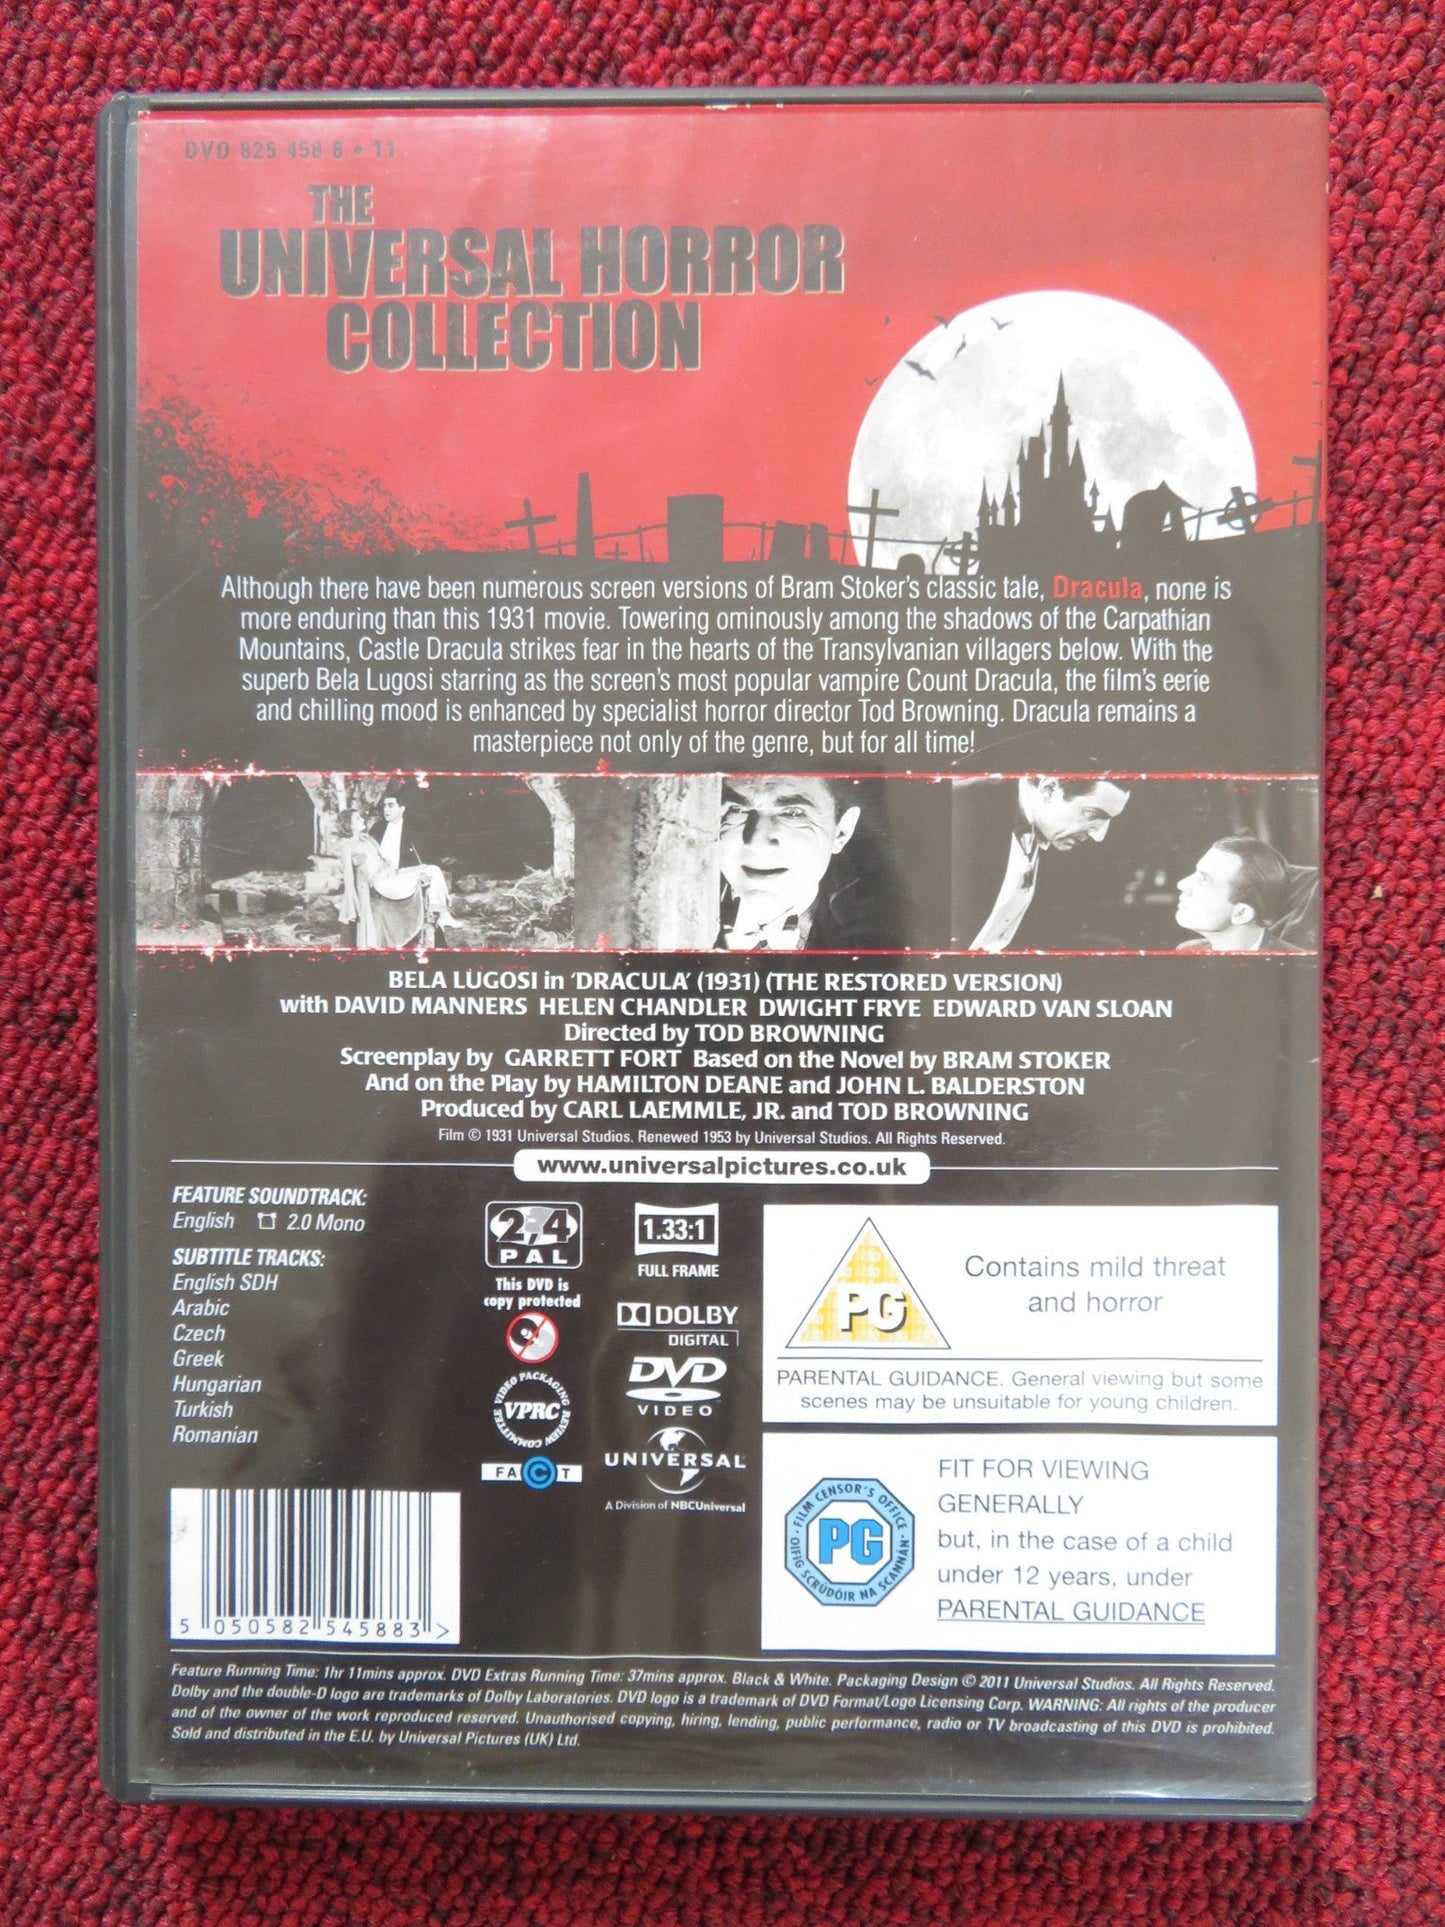 DVD 825 458 8 • 11
THE
UNIVERSAL HORROR
COLLECTION
Although there have been numerous screen versions of Bram Stoker's classic tale, Dracula, none is
more enduring than this 1931 movie. Towering ominously among the shadows of the Carpathian
Mountains, Castle Dracula strikes fear in the hearts of the Transylvanian villagers below. With the
superb Bela Lugosi starring as the screen's most popular vampire Count Dracula, the film's eerie
and chilling mood is enhanced by specialist horror director Tod Browning. Dracula remains a
masterpiece not only of the genre, but for all time!
BELA LUGOSI in 'DRACULA' (1931) (THE RESTORED VERSION)
with DAVID MANNERS HELEN CHANDLER DWIGHT FRYE EDWARD VAN SLOAN
Directed by TOD BROWNING
Screenplay by GARRETT FORT Based on the Novel by BRAM STOKER
And on the Play by HAMILTON DEANE and JOHN L. BALDERSTON
Produced by CARL LAEMMLE, JR. and TOD BROWNING
Film © 1931 Universal Studios. Renewed 1953 by Universal Studios. All Rights Reserved.
www.universalpictures.co.uk
FEATURE SOUNDTRACK:
English 2.0 Mono
SUBTITLE TRACKS:
English SDH
Arabic
Czech
Greek
Hungarian
Turkish
Romanian
2,4
PAL
This DVD is
copy protected
VIDEO PACKAGING REVIEW COMMITTEE
VPRC
FACT
1.33:1
FULL FRAME
DOLBY
DIGITAL
DVD
VIDEO
UNIVERSAL
A Division of NBCUniversal
PG
Contains mild threat
and horror
PARENTAL GUIDANCE. General viewing but some
scenes may be unsuitable for young children.
FILM CENSOR'S OFFICE
PG
OIFIG SCRÚDÓIR NA SCANNÁN
FIT FOR VIEWING
GENERALLY
but, in the case of a child
under 12 years, under
PARENTAL GUIDANCE
5 050582 545883 >
Feature Running Time: 1hr 11mins approx. DVD Extras Running Time: 37mins approx. Black & White. Packaging Design © 2011 Universal Studios. All Rights Reserved.
Dolby and the double-D logo are trademarks of Dolby Laboratories. DVD logo is a trademark of DVD Format/Logo Licensing Corp. WARNING: All rights of the producer
and of the owner of the work reproduced reserved. Unauthorised copying, hiring, lending, public performance, radio or TV broadcasting of this DVD is prohibited.
Sold and distributed in the E.U. by Universal Pictures (UK) Ltd.